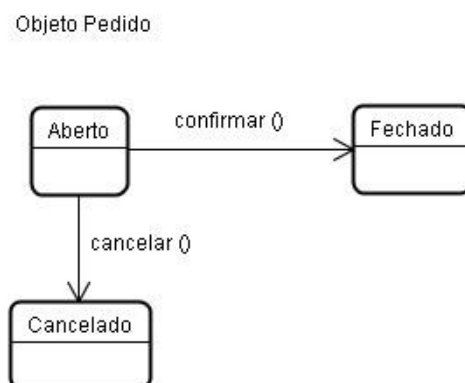 Objeto Pedido
Aberto
confirmar ()
Fechado
cancelar ()
Cancelado